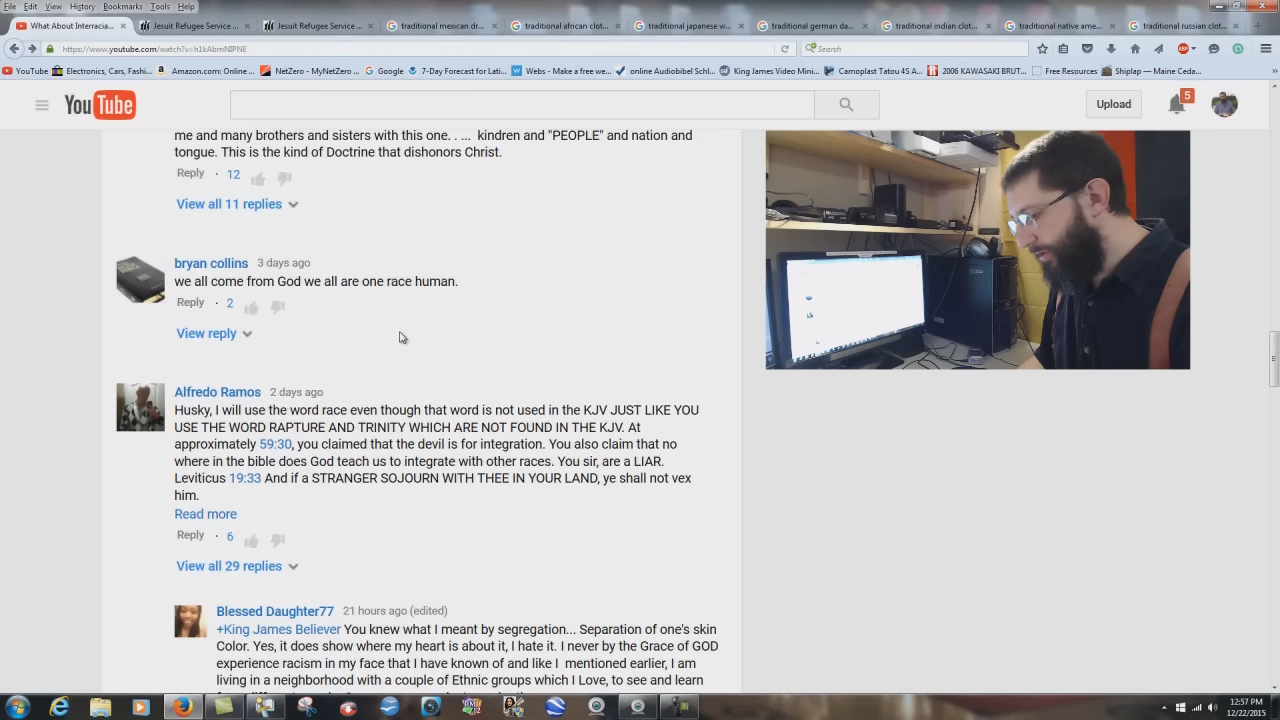 File Edit View History Bookmarks Tools Help
What About Interracia...
Jesuit Refugee Service ...
Jesuit Refugee Service ...
traditional mexican dr...
traditional african clot...
traditional japanese w...
traditional german da...
traditional indian clot...
traditional native ame...
traditional russian clot...
Search
YouTube
Electronics, Cars, Fashi...
Amazon.com: Online ...
NetZero - MyNetZero ...
Google
7-Day Forecast for Lati...
Webs - Make a free we...
online Audiobibel Schl...
King James Video Mini...
Camoplast Tatou 4S A...
2006 KAWASAKI BRUT...
Free Resources
Shiplap — Maine Ceda...
YouTube
Upload
5
me and many brothers and sisters with this one. . ... kindren and "PEOPLE" and nation and
tongue. This is the kind of Doctrine that dishonors Christ.
Reply · 12
View all 11 replies
bryan collins 3 days ago
we all come from God we all are one race human.
Reply · 2
View reply
Alfredo Ramos 2 days ago
Husky, I will use the word race even though that word is not used in the KJV JUST LIKE YOU
USE THE WORD RAPTURE AND TRINITY WHICH ARE NOT FOUND IN THE KJV. At
approximately 59:30, you claimed that the devil is for integration. You also claim that no
where in the bible does God teach us to integrate with other races. You sir, are a LIAR.
Leviticus 19:33 And if a STRANGER SOJOURN WITH THEE IN YOUR LAND, ye shall not vex
him.
Read more
Reply · 6
View all 29 replies
Blessed Daughter77 21 hours ago (edited)
+King James Believer You knew what I meant by segregation... Separation of one's skin
Color. Yes, it does show where my heart is about it, I hate it. I never by the Grace of GOD
experience racism in my face that I have known of and like I mentioned earlier, I am
living in a neighborhood with a couple of Ethnic groups which I Love, to see and learn
12:57 PM
12/22/2015